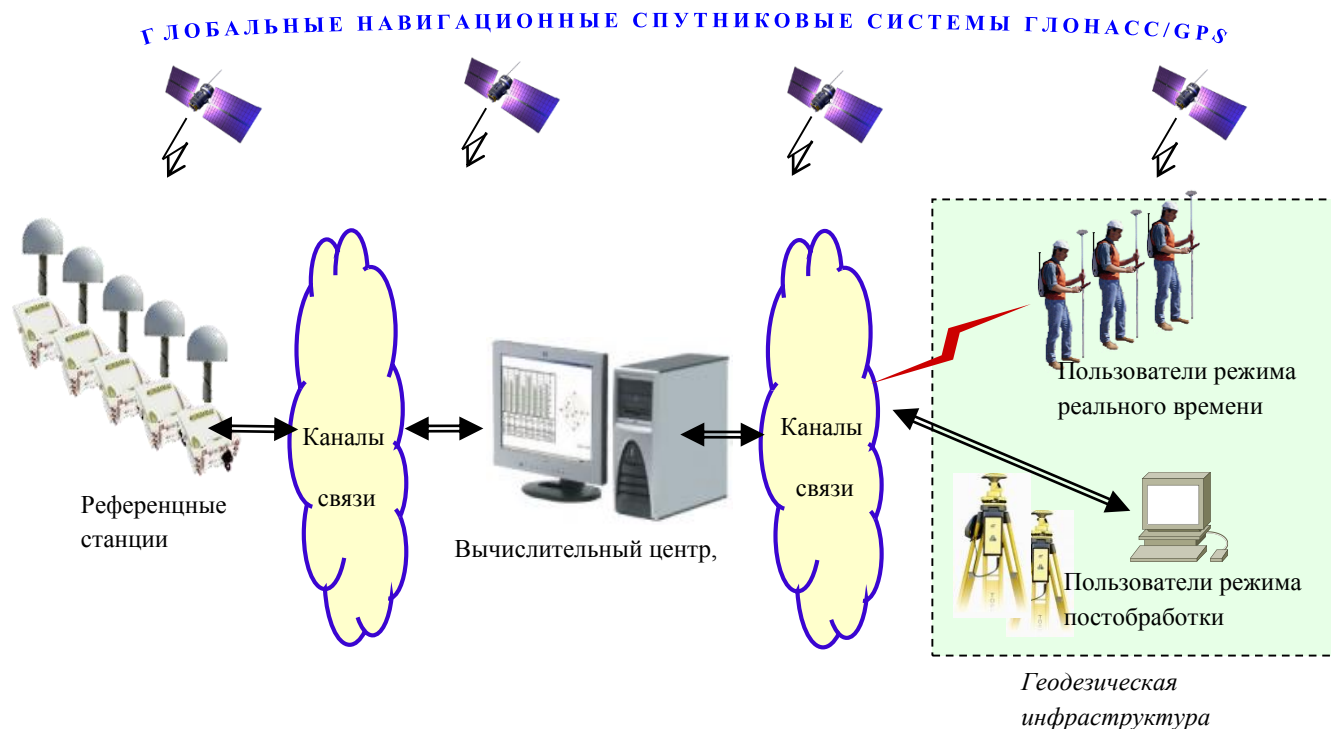 ГЛОБАЛЬНЫЕ НАВИГАЦИОННЫЕ СПУТНИКОВЫЕ СИСТЕМЫ ГЛОНАСС/GPS
Референцные
станции
Каналы
связи
Вычислительный центр,
Каналы
связи
Пользователи режима
реального времени
Пользователи режима
постобработки
Геодезическая
инфраструктура